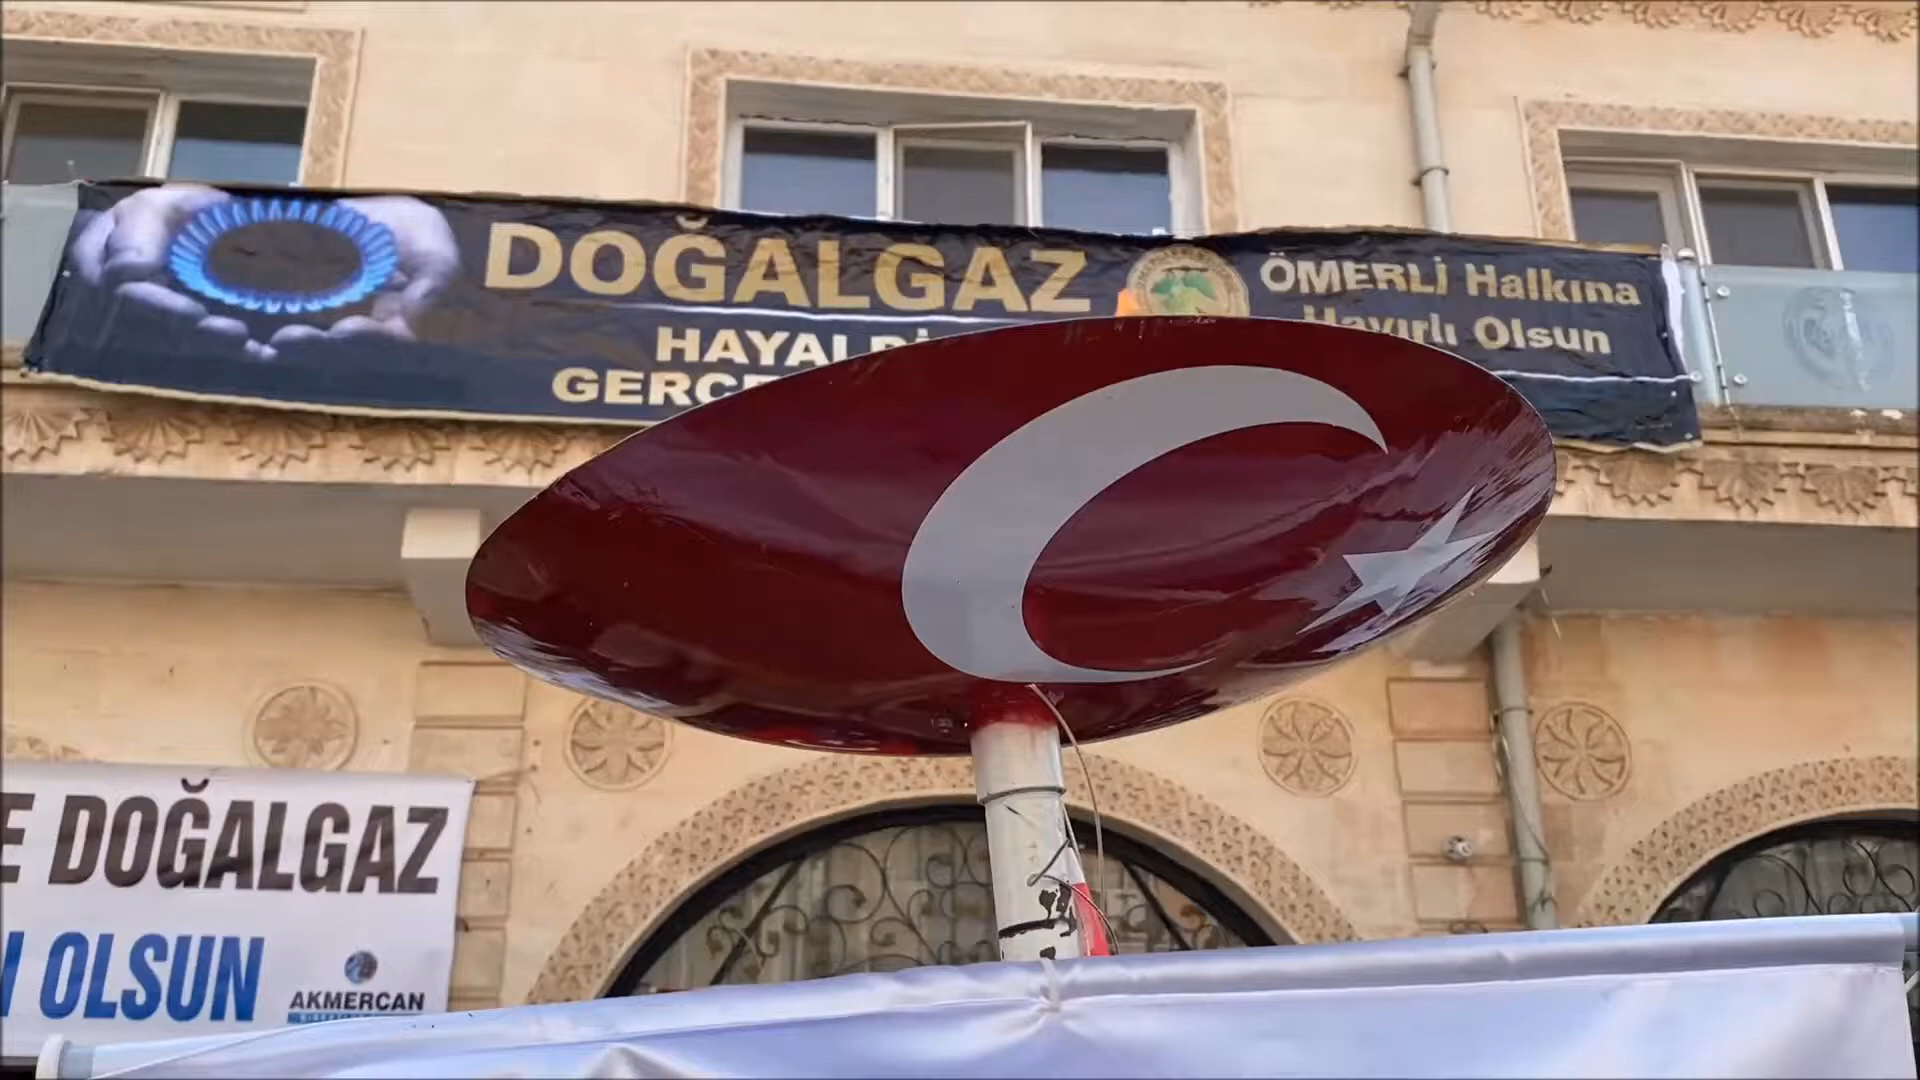 DOĞALGAZ
HAYALDİ
GERÇE
ÖMERLİ Halkına
Hayırlı Olsun
E DOĞALGAZ
OLSUN
AKMERCAN